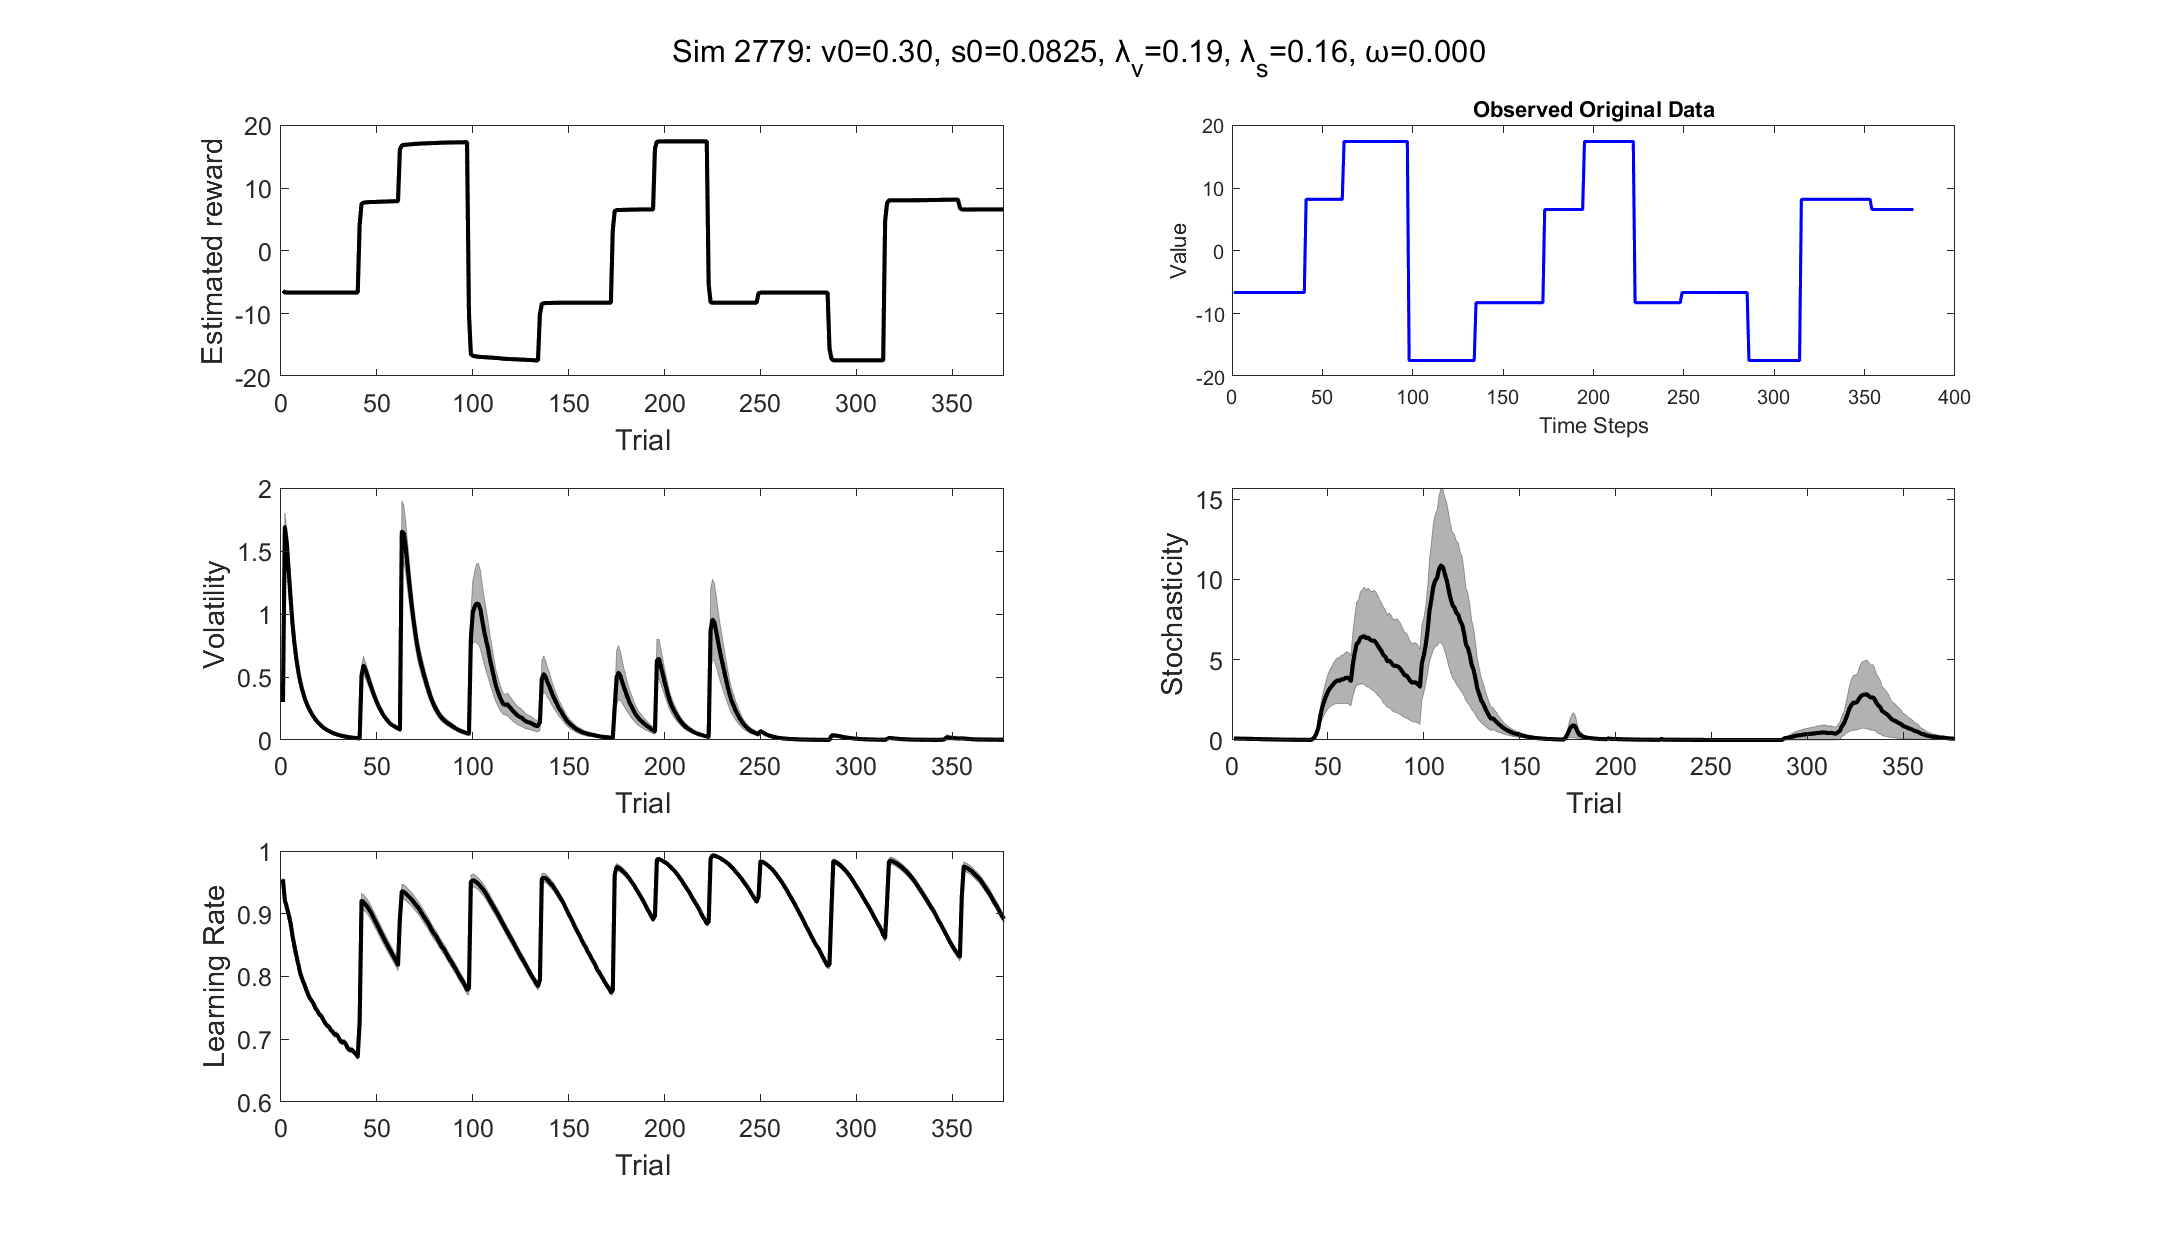 Sim 2779: v0=0.30, s0=0.0825, λ_v=0.19, λ_s=0.16, ω=0.000
20
10
0
-10
-20
Estimated reward
0 50 100 150 200 250 300 350
Trial
Observed Original Data
20
10
0
-10
-20
Value
0 50 100 150 200 250 300 350 400
Time Steps
2
1.5
1
0.5
0
Volatility
0 50 100 150 200 250 300 350
Trial
15
10
5
0
Stochasticity
0 50 100 150 200 250 300 350
Trial
1
0.9
0.8
0.7
0.6
Learning Rate
0 50 100 150 200 250 300 350
Trial